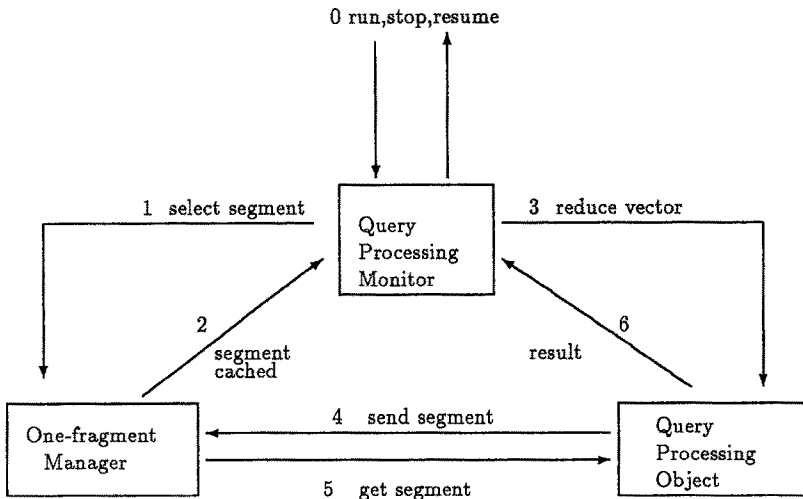 0 run,stop,resume
1 select segment
3 reduce vector
Query
Processing
Monitor
2
segment
cached
6
result
4 send segment
One-fragment
Manager
Query
Processing
Object
5 get segment